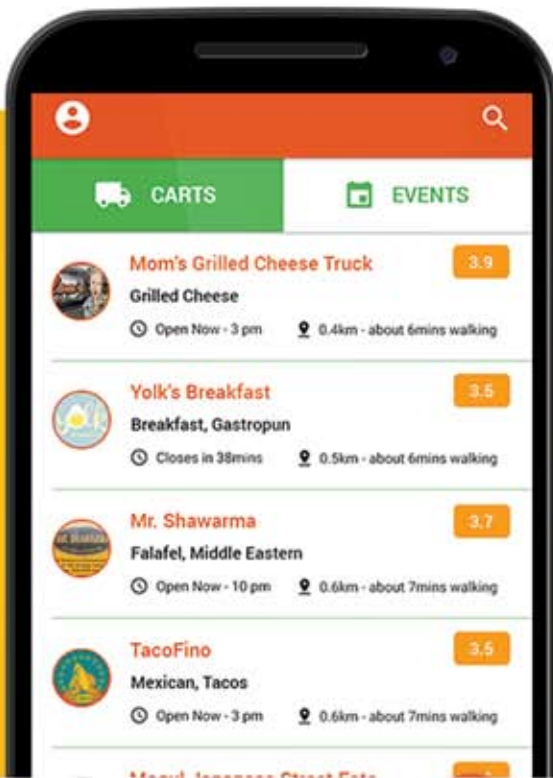 CARTS
EVENTS
Mom's Grilled Cheese Truck
3.9
Grilled Cheese
Open Now - 3 pm
0.4km - about 6mins walking
Yolk's Breakfast
3.5
Breakfast, Gastropun
Closes in 38mins
0.5km - about 6mins walking
Mr. Shawarma
3.7
Falafel, Middle Eastern
Open Now - 10 pm
0.6km - about 7mins walking
TacoFino
3.5
Mexican, Tacos
Open Now - 3 pm
0.6km - about 7mins walking
Japanese Street Eats